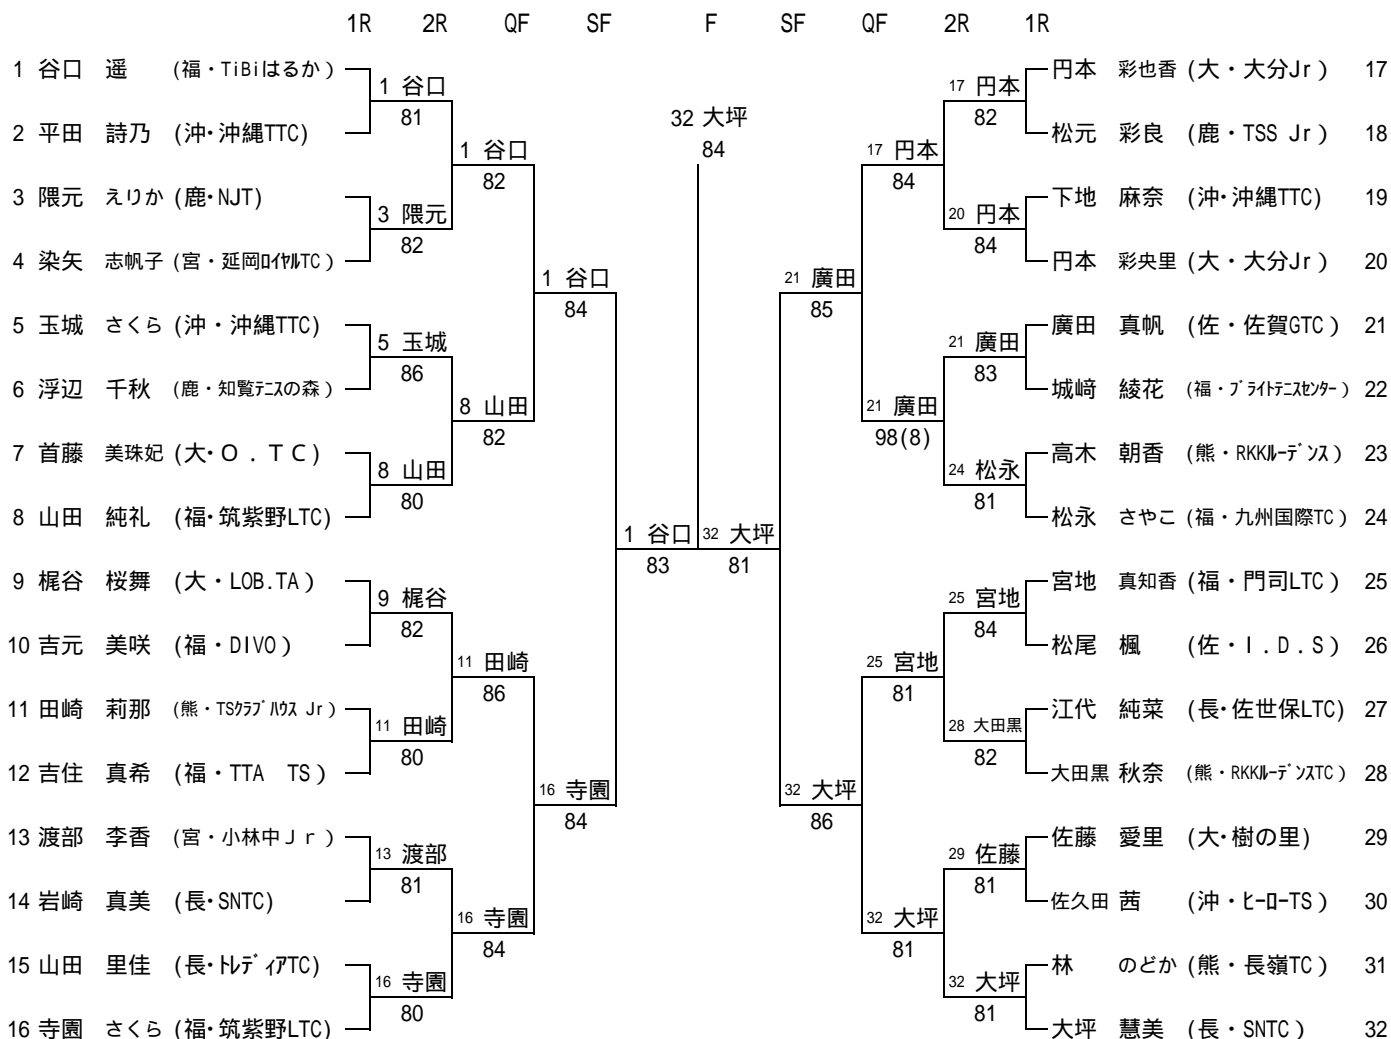 1R 2R QF SF F SF QF 2R 1R
1 谷口 遥 (福・TiBiはるか)
2 平田 詩乃 (沖・沖縄TTC)
3 隈元 えりか (鹿・NJT)
4 染矢 志帆子 (宮・延岡ロイヤルTC)
5 玉城 さくら (沖・沖縄TTC)
6 浮辺 千秋 (鹿・知覧テニスの森)
7 首藤 美珠妃 (大・O.TC)
8 山田 純礼 (福・筑紫野LTC)
9 梶谷 桜舞 (大・LOB.TA)
10 吉元 美咲 (福・DIVO)
11 田崎 莉那 (熊・TSクラブハウス Jr)
12 吉住 真希 (福・TTA TS)
13 渡部 李香 (宮・小林中Jr)
14 岩崎 真美 (長・SNTC)
15 山田 里佳 (長・トレディアTC)
16 寺園 さくら (福・筑紫野LTC)
1 谷口
81
3 隈元
82
5 玉城
86
8 山田
80
9 梶谷
82
11 田崎
80
13 渡部
81
16 寺園
80
1 谷口
82
8 山田
82
11 田崎
86
16 寺園
84
1 谷口
84
16 寺園
84
1 谷口
83
32 大坪
84
32 大坪
81
21 廣田
85
32 大坪
86
17 円本
84
21 廣田
98(8)
25 宮地
81
32 大坪
81
17 円本
82
20 円本
84
21 廣田
83
24 松永
81
25 宮地
84
28 大田黒
82
29 佐藤
81
32 大坪
81
円本 彩也香 (大・大分Jr) 17
松元 彩良 (鹿・TSS Jr) 18
下地 麻奈 (沖・沖縄TTC) 19
円本 彩央里 (大・大分Jr) 20
廣田 真帆 (佐・佐賀GTC) 21
城﨑 綾花 (福・ブライトテニスセンター) 22
高木 朝香 (熊・RKKルーデンス) 23
松永 さやこ (福・九州国際TC) 24
宮地 真知香 (福・門司LTC) 25
松尾 楓 (佐・I.D.S) 26
江代 純菜 (長・佐世保LTC) 27
大田黒 秋奈 (熊・RKKルーデンスTC) 28
佐藤 愛里 (大・樹の里) 29
佐久田 茜 (沖・ヒーローTS) 30
林 のどか (熊・長嶺TC) 31
大坪 慧美 (長・SNTC) 32